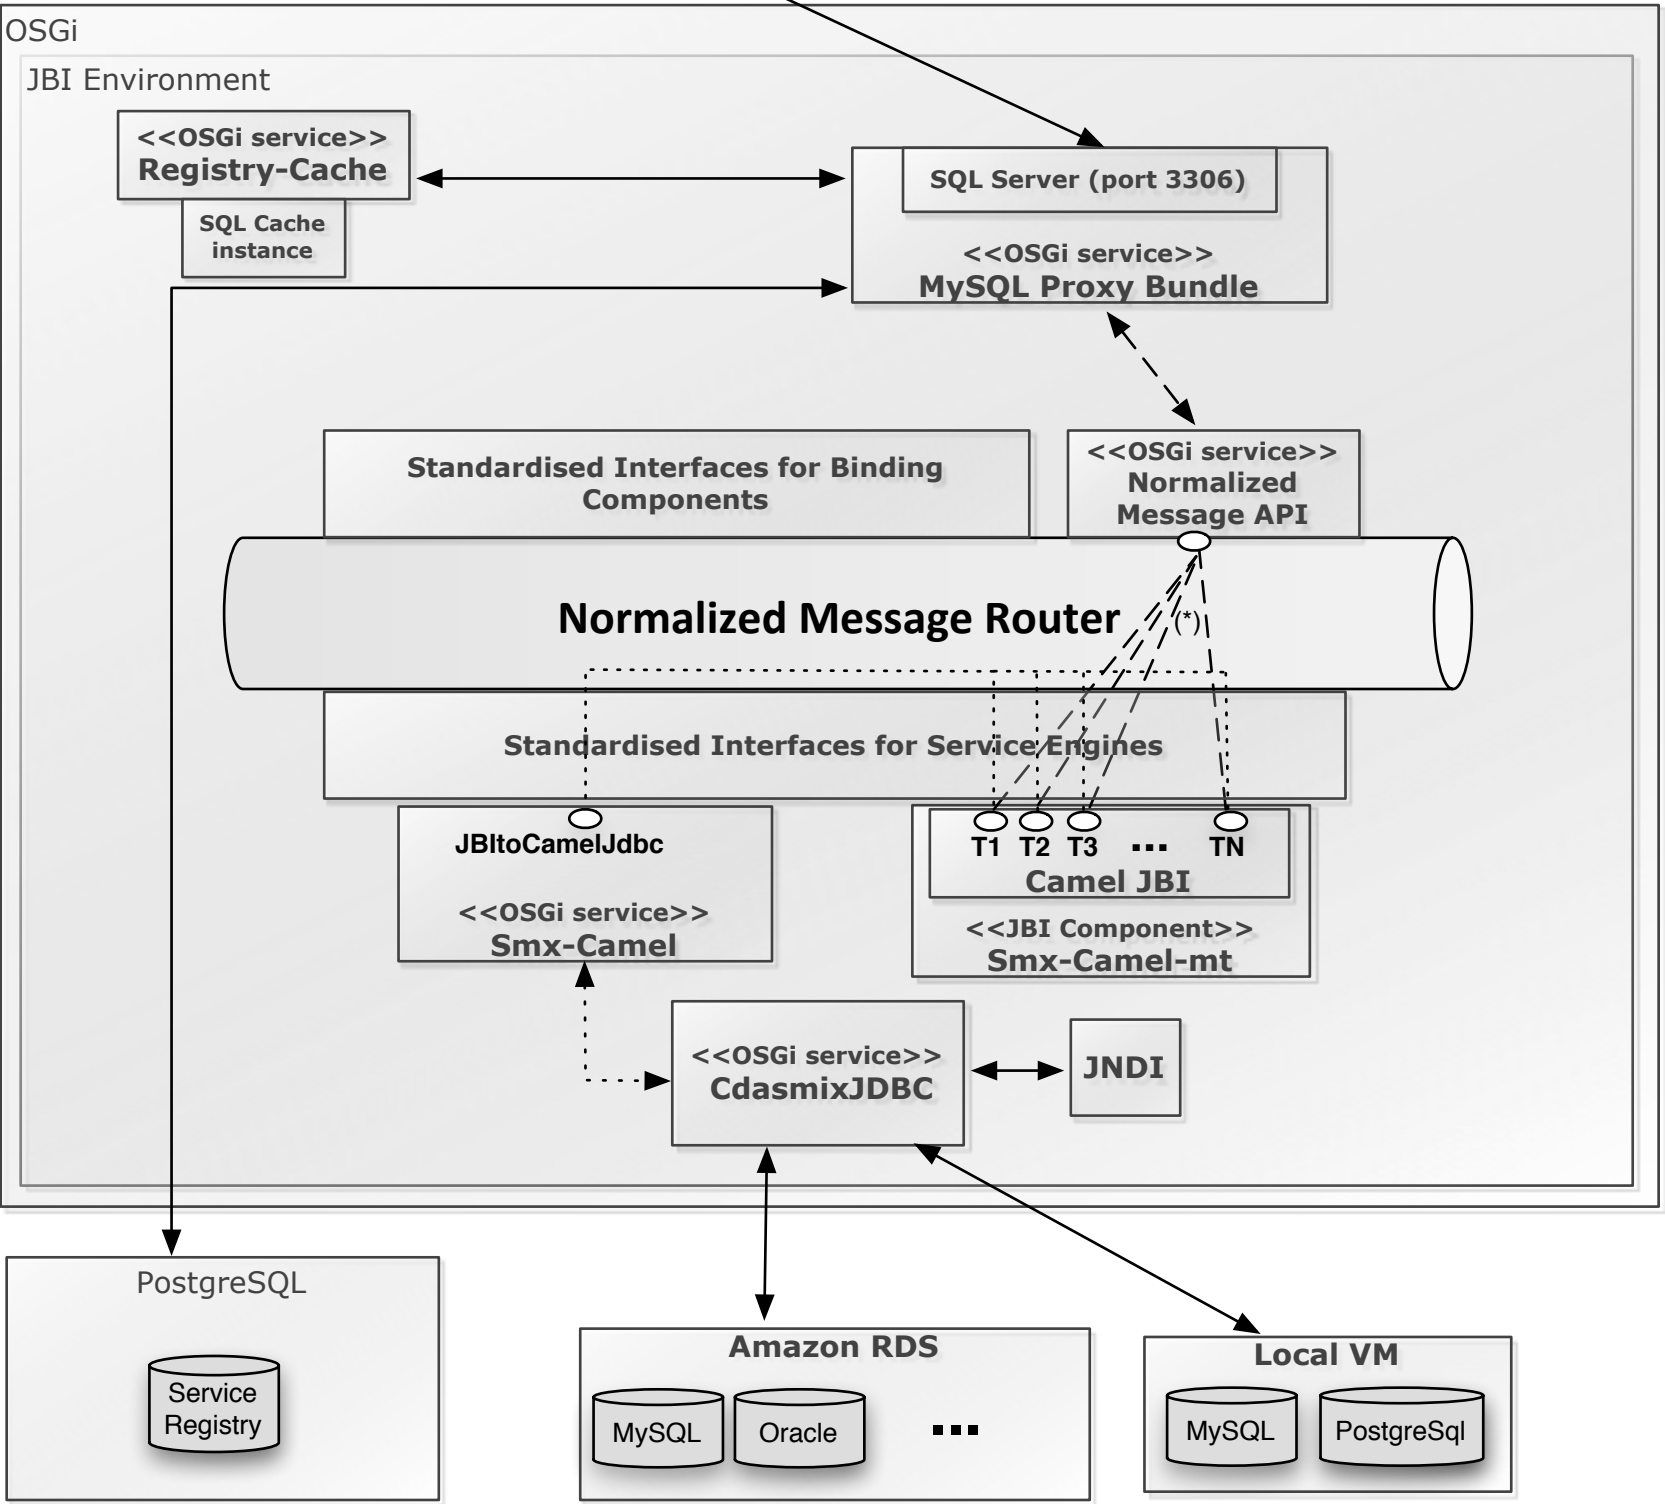 OSGi
JBI Environment
<<OSGi service>>
Registry-Cache
SQL Cache
instance
SQL Server (port 3306)
<<OSGi service>>
MySQL Proxy Bundle
Standardised Interfaces for Binding
Components
<<OSGi service>>
Normalized
Message API
Normalized Message Router
(*)
Standardised Interfaces for Service Engines
JBItoCamelJdbc
<<OSGi service>>
Smx-Camel
T1 T2 T3 ... TN
Camel JBI
<<JBI Component>>
Smx-Camel-mt
<<OSGi service>>
CdasmixJDBC
JNDI
PostgreSQL
Service
Registry
Amazon RDS
MySQL Oracle ...
Local VM
MySQL PostgreSql